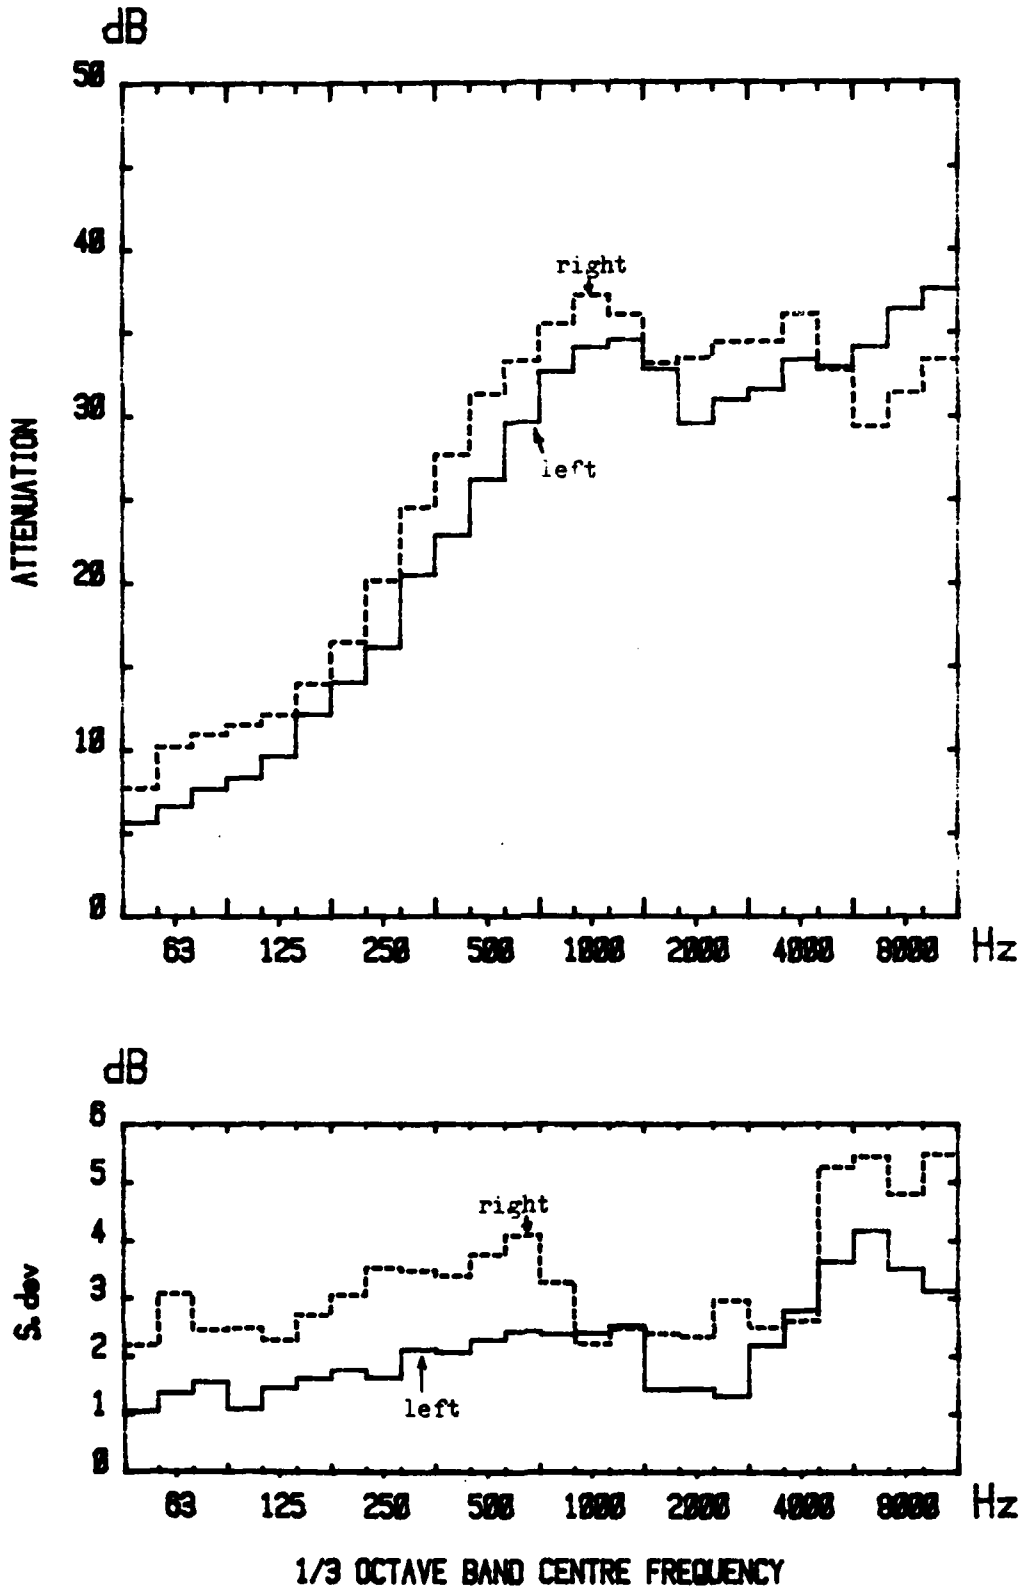 dB
50
40
right
30
left
ATTENUATION
20
10
0
63 125 250 500 1000 2000 4000 8000 Hz
dB
6
5
right
4
S.dev
3
2
left
1
0
63 125 250 500 1000 2000 4000 8000 Hz
1/3 OCTAVE BAND CENTRE FREQUENCY